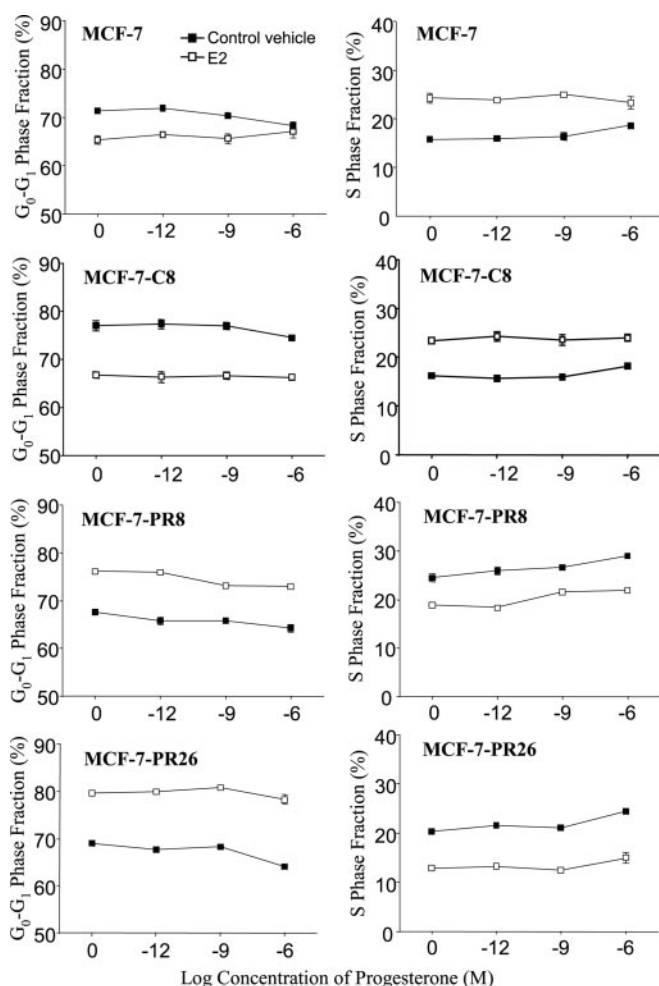 MCF-7
Control vehicle
E2
G₀-G₁ Phase Fraction (%)
90
80
70
60
50
0 -12 -9 -6
MCF-7
S Phase Fraction (%)
40
30
20
10
0
0 -12 -9 -6
MCF-7-C8
G₀-G₁ Phase Fraction (%)
90
80
70
60
50
0 -12 -9 -6
MCF-7-C8
S Phase Fraction (%)
40
30
20
10
0
0 -12 -9 -6
MCF-7-PR8
G₀-G₁ Phase Fraction (%)
90
80
70
60
50
0 -12 -9 -6
MCF-7-PR8
S Phase Fraction (%)
40
30
20
10
0
0 -12 -9 -6
MCF-7-PR26
G₀-G₁ Phase Fraction (%)
90
80
70
60
50
0 -12 -9 -6
MCF-7-PR26
S Phase Fraction (%)
40
30
20
10
0
0 -12 -9 -6
Log Concentration of Progesterone (M)